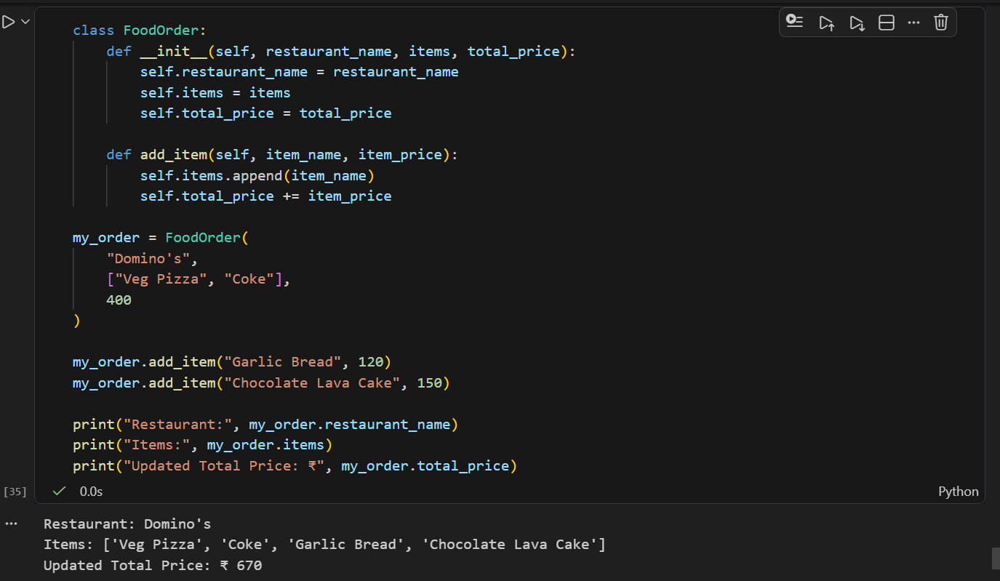 class FoodOrder:
    def __init__(self, restaurant_name, items, total_price):
        self.restaurant_name = restaurant_name
        self.items = items
        self.total_price = total_price

    def add_item(self, item_name, item_price):
        self.items.append(item_name)
        self.total_price += item_price

my_order = FoodOrder(
    "Domino's",
    ["Veg Pizza", "Coke"],
    400
)

my_order.add_item("Garlic Bread", 120)
my_order.add_item("Chocolate Lava Cake", 150)

print("Restaurant:", my_order.restaurant_name)
print("Items:", my_order.items)
print("Updated Total Price: ₹", my_order.total_price)
[35] 0.0s Python
Restaurant: Domino's
Items: ['Veg Pizza', 'Coke', 'Garlic Bread', 'Chocolate Lava Cake']
Updated Total Price: ₹ 670